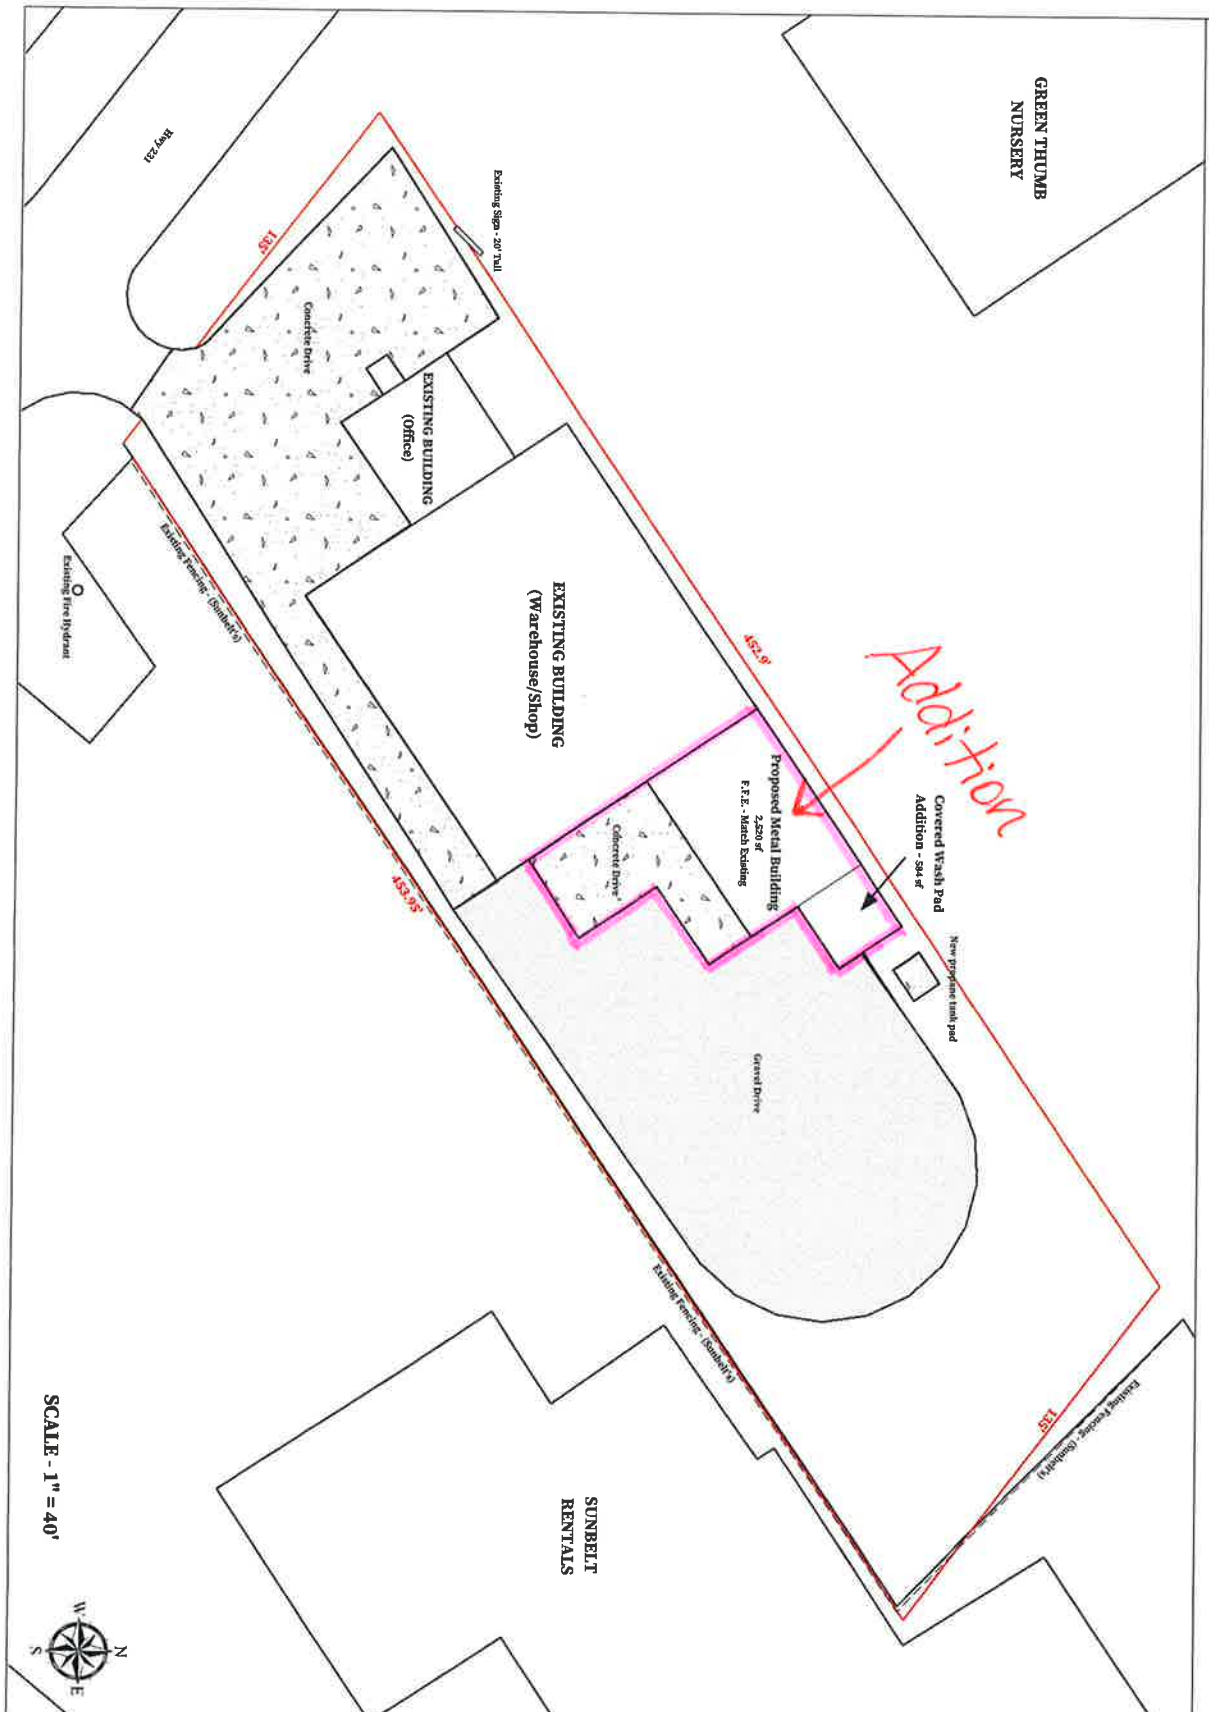 GREEN THUMB
NURSERY
Hwy 231
Existing Sign - 20' Tall
135'
Concrete Drive
EXISTING BUILDING
(Office)
Existing Fencing - (Sunbelt's)
Existing Fire Hydrant
EXISTING BUILDING
(Warehouse/Shop)
452.9'
Addition
Proposed Metal Building
2,520 sf
F.F.E. - Match Existing
Covered Wash Pad
Addition - 584 sf
New propane tank pad
Concrete Drive
453.95'
Gravel Drive
Existing Fencing - (Sunbelt's)
135'
Existing Fencing - (Sunbelt's)
SUNBELT
RENTALS
SCALE - 1" = 40'
N
W
E
S